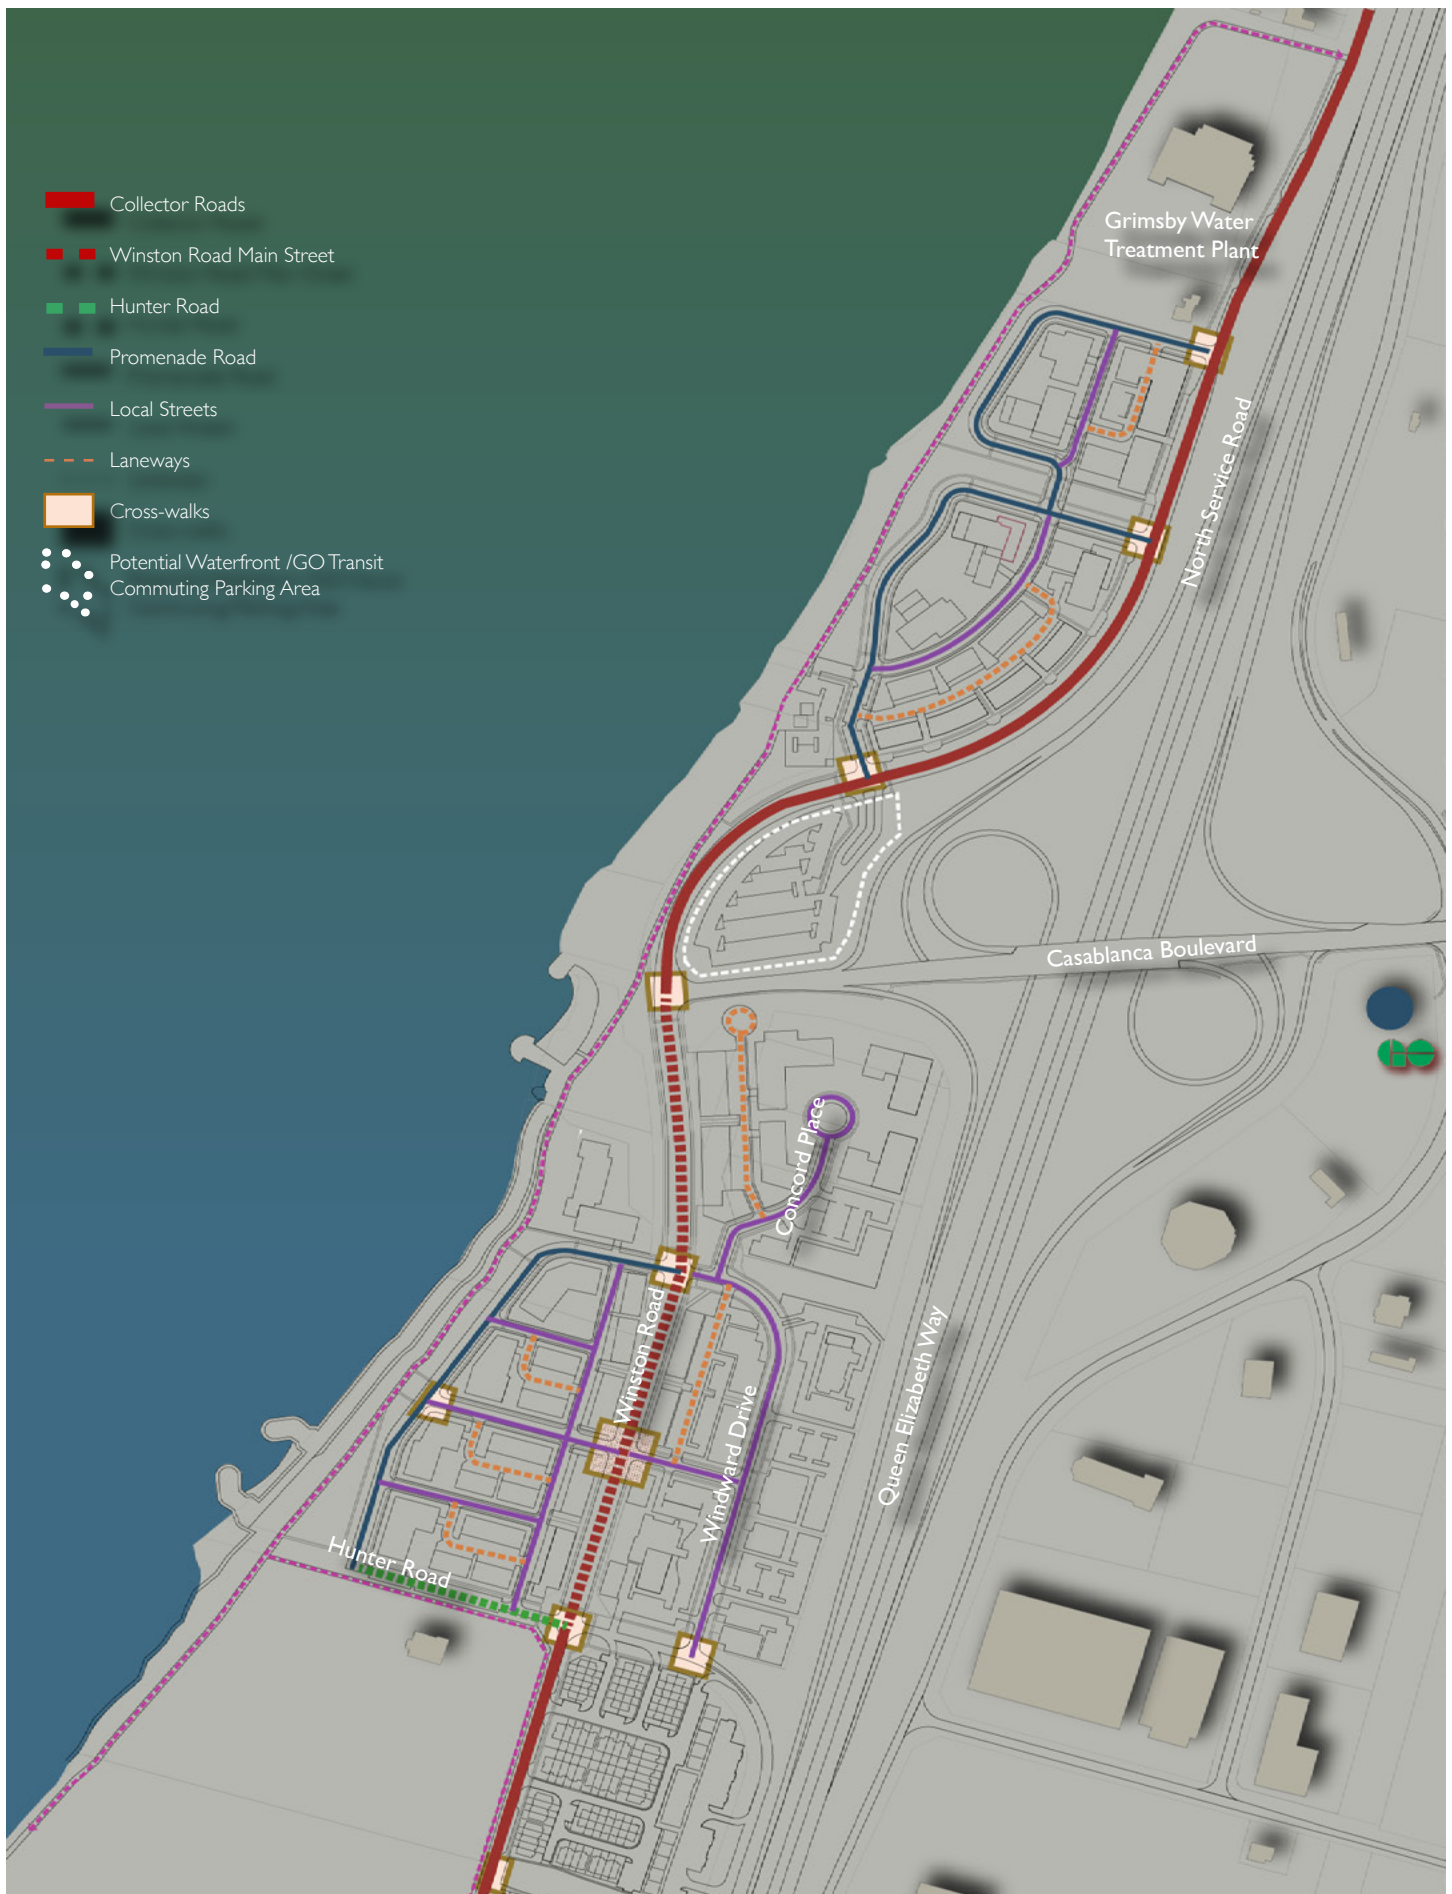 Collector Roads
Winston Road Main Street
Hunter Road
Promenade Road
Local Streets
Laneways
Cross-walks
Potential Waterfront /GO Transit
Commuting Parking Area
Grimsby Water
Treatment Plant
North Service Road
Casablanca Boulevard
Concord Place
Winston Road
Windward Drive
Queen Elizabeth Way
Hunter Road